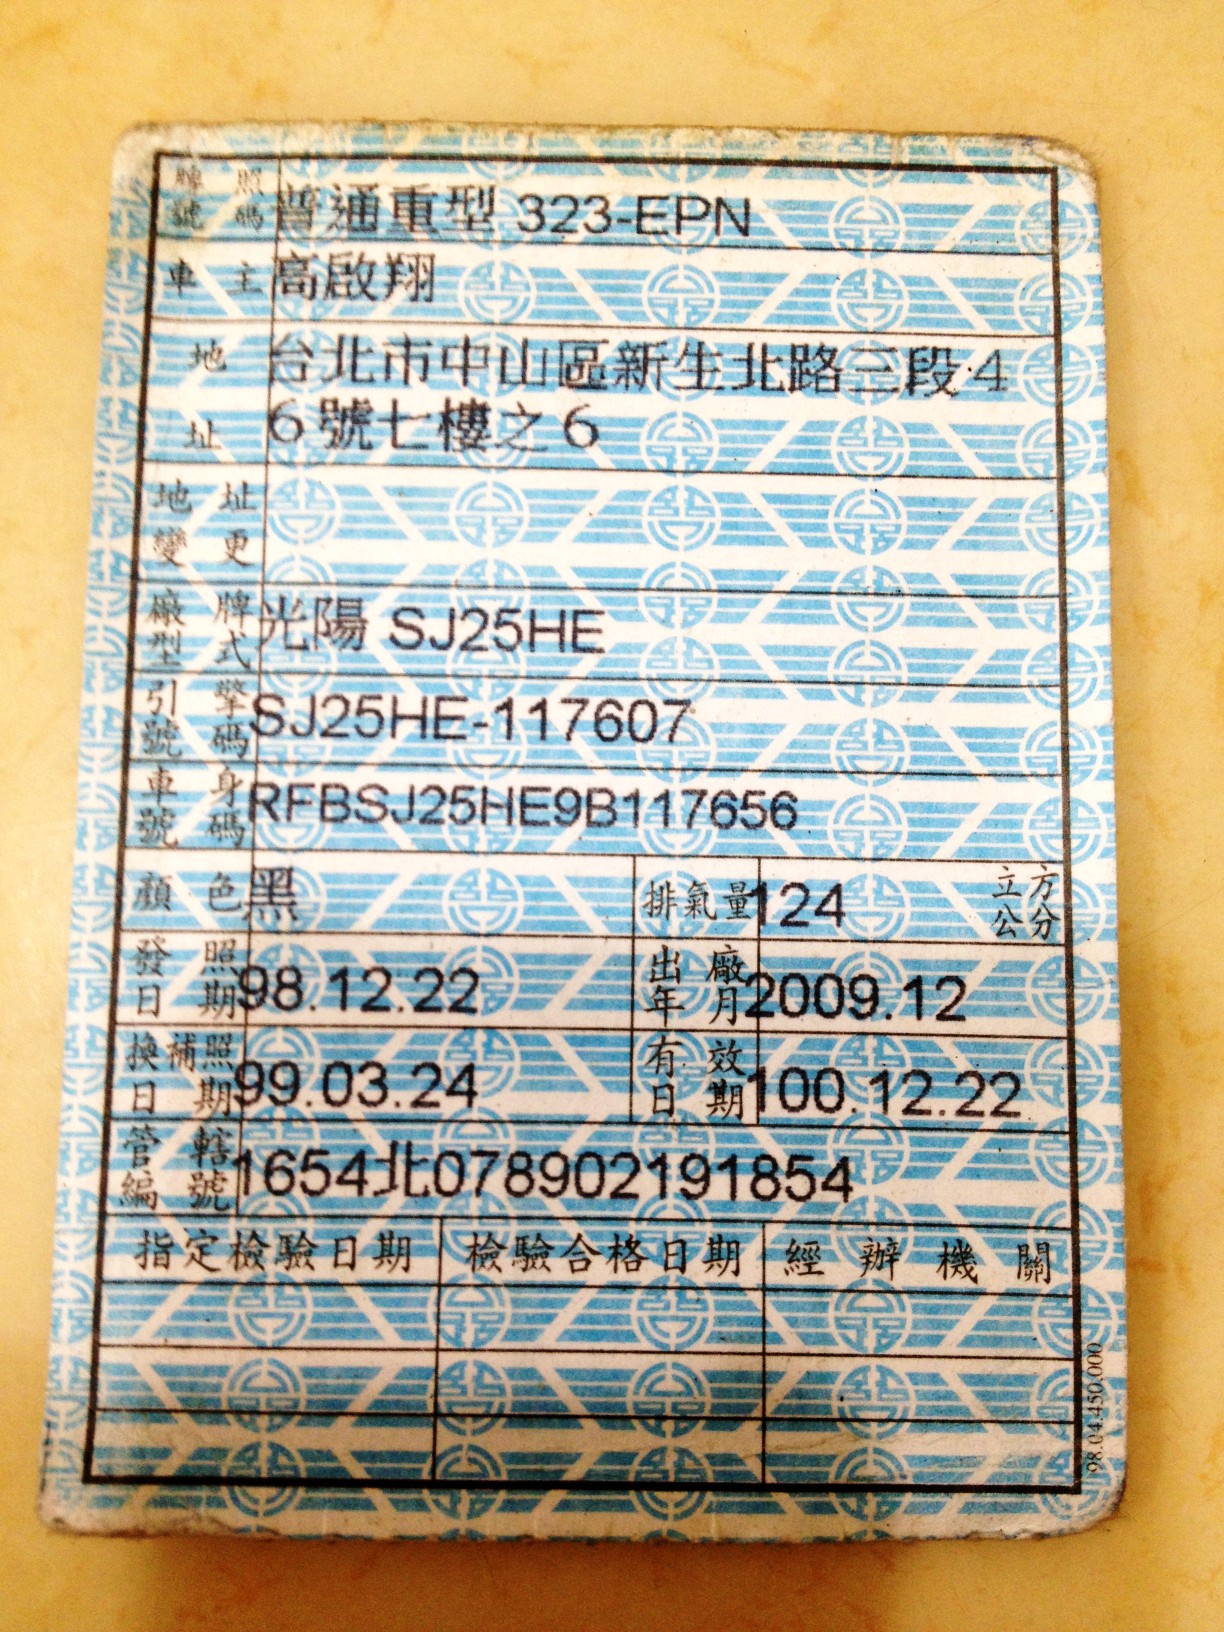 牌照號碼 普通重型 323-EPN
車主 高啟翔
地址 台北市中山區新生北路三段4
6號七樓之6
地址變更
廠牌型式 光陽 SJ25HE
引擎號碼 SJ25HE-117607
車身號碼 RFBSJ25HE9B117656
顏色 黑 排氣量 124 立方公分
發照日期 98.12.22 出廠年月 2009.12
換補照日期 99.03.24 有效日期 100.12.22
管轄編號 1654北078902191854
指定檢驗日期 檢驗合格日期 經辦機關
98.04.450.000